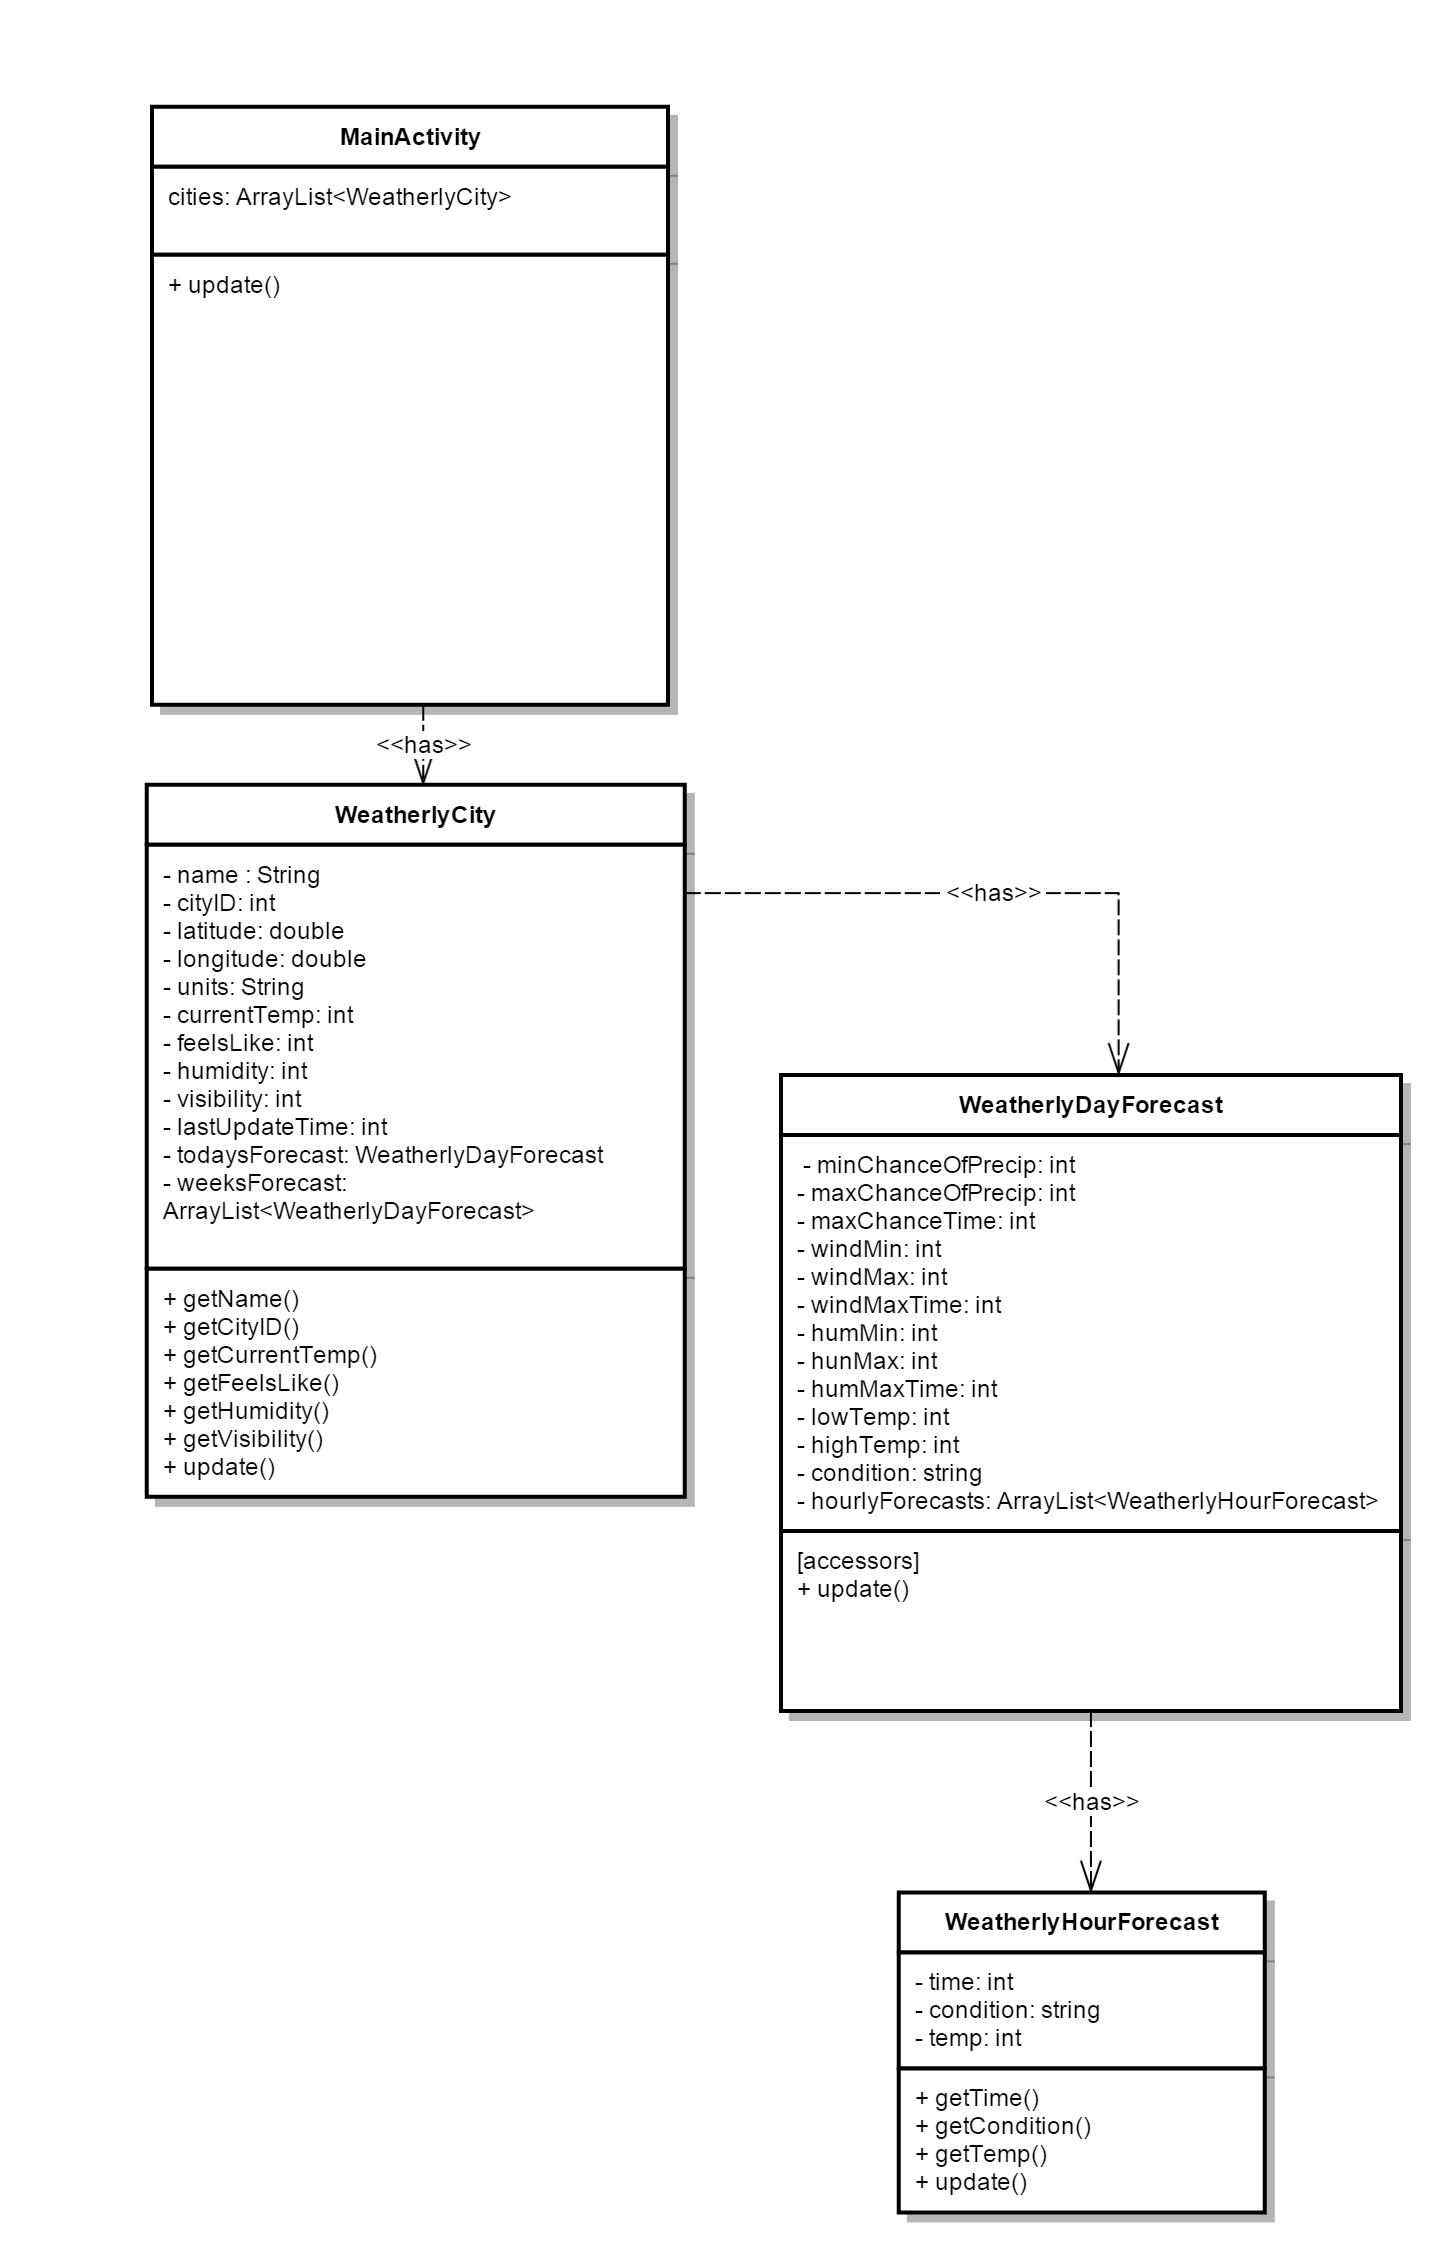 MainActivity
cities: ArrayList<WeatherlyCity>
+ update()
<<has>>
WeatherlyCity
- name : String
- cityID: int
- latitude: double
- longitude: double
- units: String
- currentTemp: int
- feelsLike: int
- humidity: int
- visibility: int
- lastUpdateTime: int
- todaysForecast: WeatherlyDayForecast
- weeksForecast:
ArrayList<WeatherlyDayForecast>
+ getName()
+ getCityID()
+ getCurrentTemp()
+ getFeelsLike()
+ getHumidity()
+ getVisibility()
+ update()
<<has>>
WeatherlyDayForecast
- minChanceOfPrecip: int
- maxChanceOfPrecip: int
- maxChanceTime: int
- windMin: int
- windMax: int
- windMaxTime: int
- humMin: int
- hunMax: int
- humMaxTime: int
- lowTemp: int
- highTemp: int
- condition: string
- hourlyForecasts: ArrayList<WeatherlyHourForecast>
[accessors]
+ update()
<<has>>
WeatherlyHourForecast
- time: int
- condition: string
- temp: int
+ getTime()
+ getCondition()
+ getTemp()
+ update()